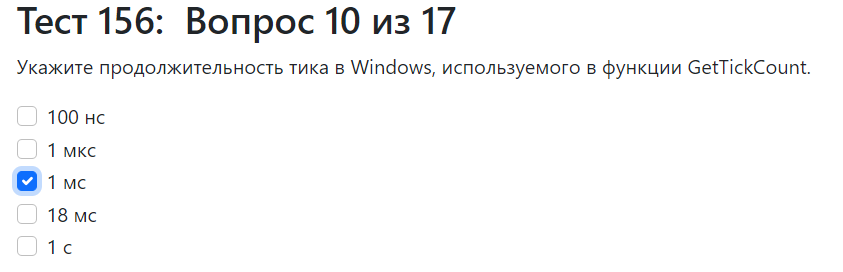 Тест 156: Вопрос 10 из 17
Укажите продолжительность тика в Windows, используемого в функции GetTickCount.
100 нс
1 мкс
1 мс
18 мс
1 с